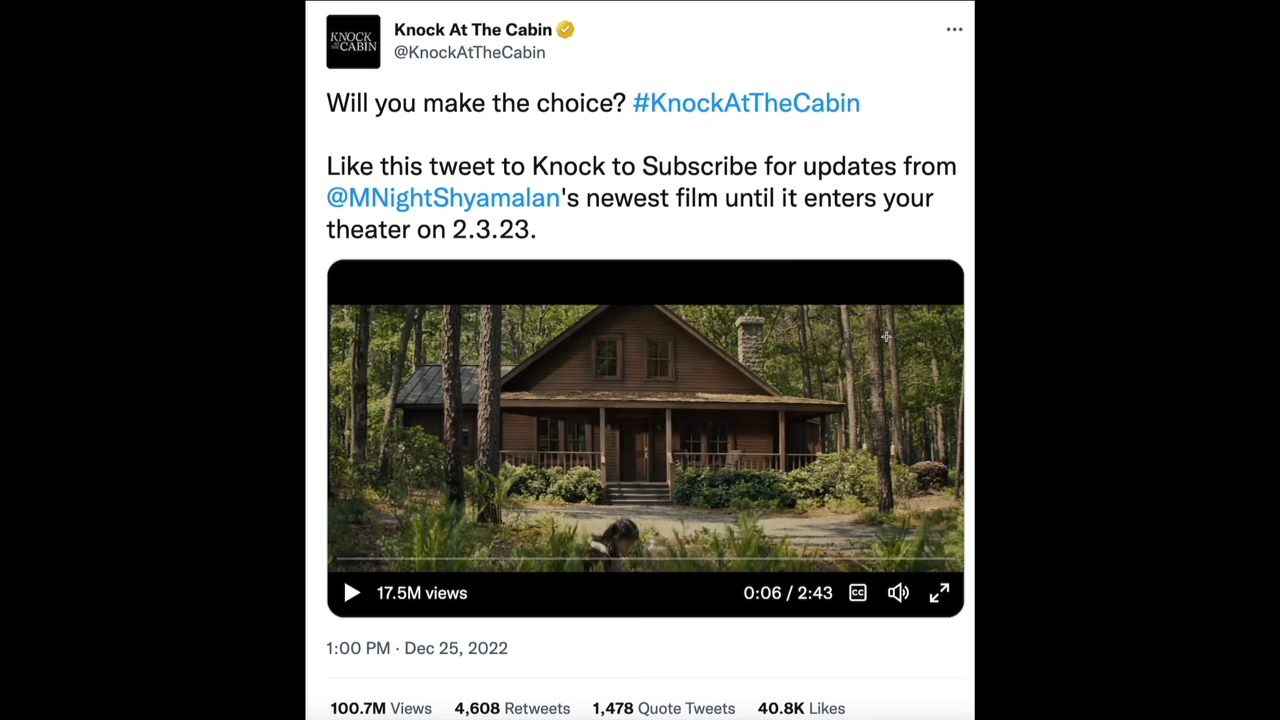 KNOCK
AT THE
CABIN
Knock At The Cabin
@KnockAtTheCabin
Will you make the choice? #KnockAtTheCabin
Like this tweet to Knock to Subscribe for updates from
@MNightShyamalan's newest film until it enters your
theater on 2.3.23.
17.5M views
0:06 / 2:43
CC
1:00 PM · Dec 25, 2022
100.7M Views 4,608 Retweets 1,478 Quote Tweets 40.8K Likes